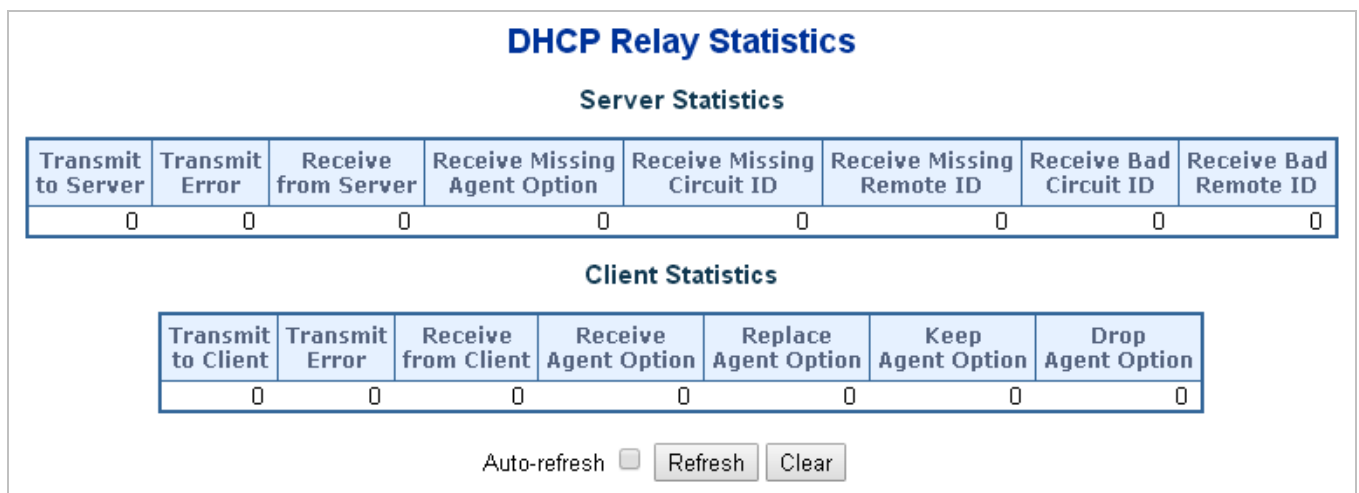 DHCP Relay Statistics
Server Statistics
Transmit to Server Transmit Error Receive from Server Receive Missing Agent Option Receive Missing Circuit ID Receive Missing Remote ID Receive Bad Circuit ID Receive Bad Remote ID
0 0 0 0 0 0 0 0
Client Statistics
Transmit to Client Transmit Error Receive from Client Receive Agent Option Replace Agent Option Keep Agent Option Drop Agent Option
0 0 0 0 0 0 0
Auto-refresh Refresh Clear